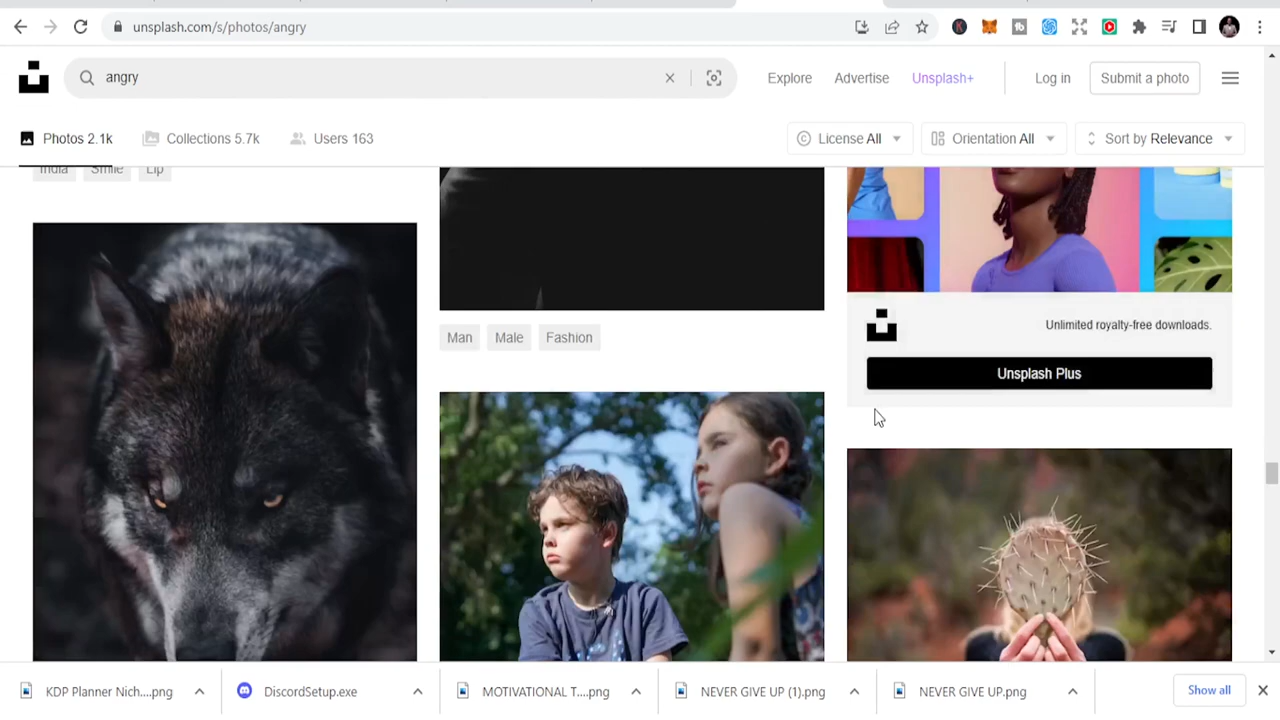 unsplash.com/s/photos/angry
angry
Explore
Advertise
Unsplash+
Log in
Submit a photo
Photos 2.1k
Collections 5.7k
Users 163
License All
Orientation All
Sort by Relevance
India
Smile
Lip
Man
Male
Fashion
Unlimited royalty-free downloads.
Unsplash Plus
KDP Planner Nich....png
DiscordSetup.exe
MOTIVATIONAL T....png
NEVER GIVE UP (1).png
NEVER GIVE UP.png
Show all